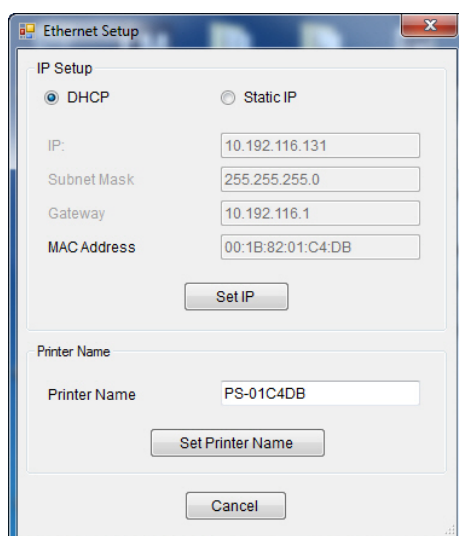 Ethernet Setup
IP Setup
DHCP Static IP
IP: 10.192.116.131
Subnet Mask 255.255.255.0
Gateway 10.192.116.1
MAC Address 00:1B:82:01:C4:DB
Set IP
Printer Name
Printer Name PS-01C4DB
Set Printer Name
Cancel